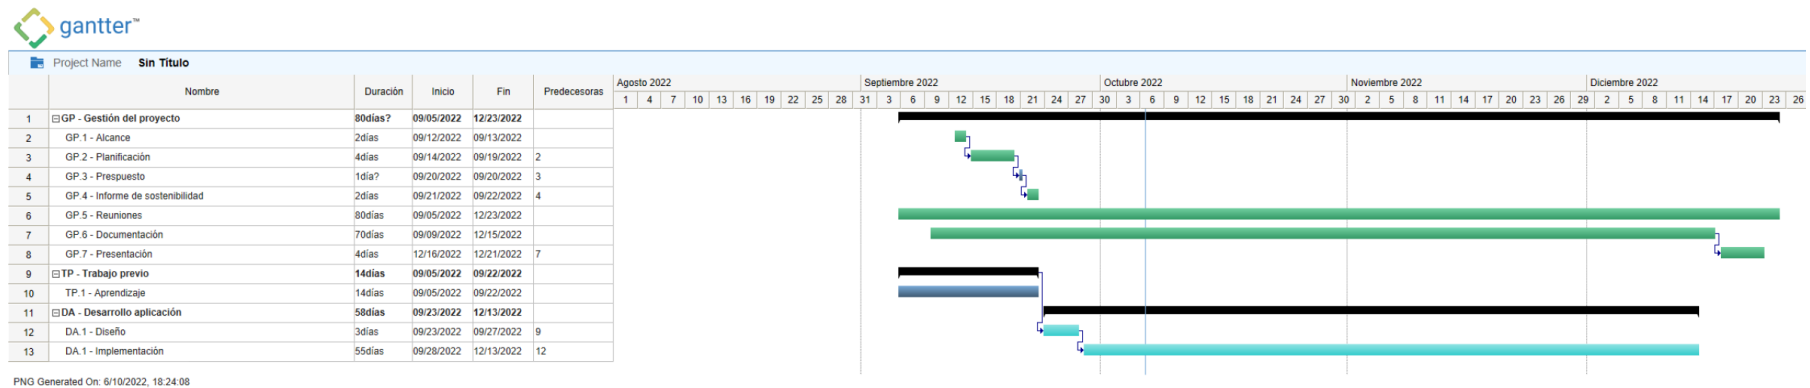 gantter™
Project Name Sin Título
Nombre Duración Inicio Fin Predecesoras
Agosto 2022 Septiembre 2022 Octubre 2022 Noviembre 2022 Diciembre 2022
1 4 7 10 13 16 19 22 25 28 31 3 6 9 12 15 18 21 24 27 30 3 6 9 12 15 18 21 24 27 30 2 5 8 11 14 17 20 23 26 29 2 5 8 11 14 17 20 23 26
1 GP - Gestión del proyecto 80días? 09/05/2022 12/23/2022
2 GP.1 - Alcance 2días 09/12/2022 09/13/2022
3 GP.2 - Planificación 4días 09/14/2022 09/19/2022 2
4 GP.3 - Prespuesto 1día? 09/20/2022 09/20/2022 3
5 GP.4 - Informe de sostenibilidad 2días 09/21/2022 09/22/2022 4
6 GP.5 - Reuniones 80días 09/05/2022 12/23/2022
7 GP.6 - Documentación 70días 09/09/2022 12/15/2022
8 GP.7 - Presentación 4días 12/16/2022 12/21/2022 7
9 TP - Trabajo previo 14días 09/05/2022 09/22/2022
10 TP.1 - Aprendizaje 14días 09/05/2022 09/22/2022
11 DA - Desarrollo aplicación 58días 09/23/2022 12/13/2022
12 DA.1 - Diseño 3días 09/23/2022 09/27/2022 9
13 DA.1 - Implementación 55días 09/28/2022 12/13/2022 12
PNG Generated On: 6/10/2022, 18:24:08